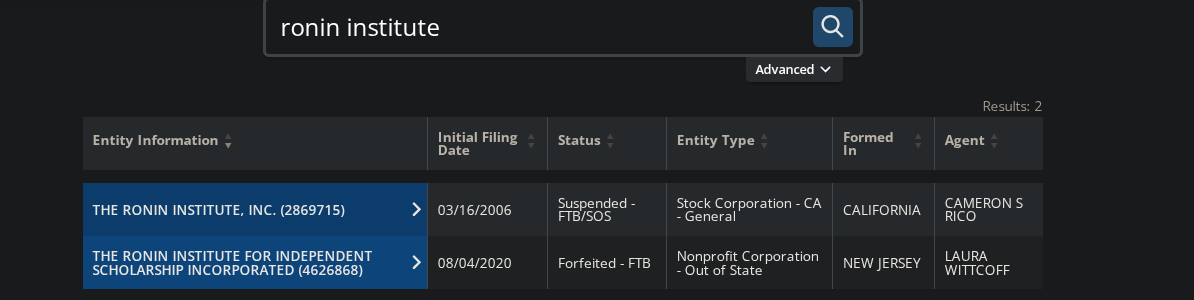 ronin institute
Advanced
Results: 2
Entity Information
Initial Filing
Date
Status
Entity Type
Formed
In
Agent
THE RONIN INSTITUTE, INC. (2869715)
03/16/2006
Suspended -
FTB/SOS
Stock Corporation - CA
- General
CALIFORNIA
CAMERON S
RICO
THE RONIN INSTITUTE FOR INDEPENDENT
SCHOLARSHIP INCORPORATED (4626868)
08/04/2020
Forfeited - FTB
Nonprofit Corporation
- Out of State
NEW JERSEY
LAURA
WITTCOFF